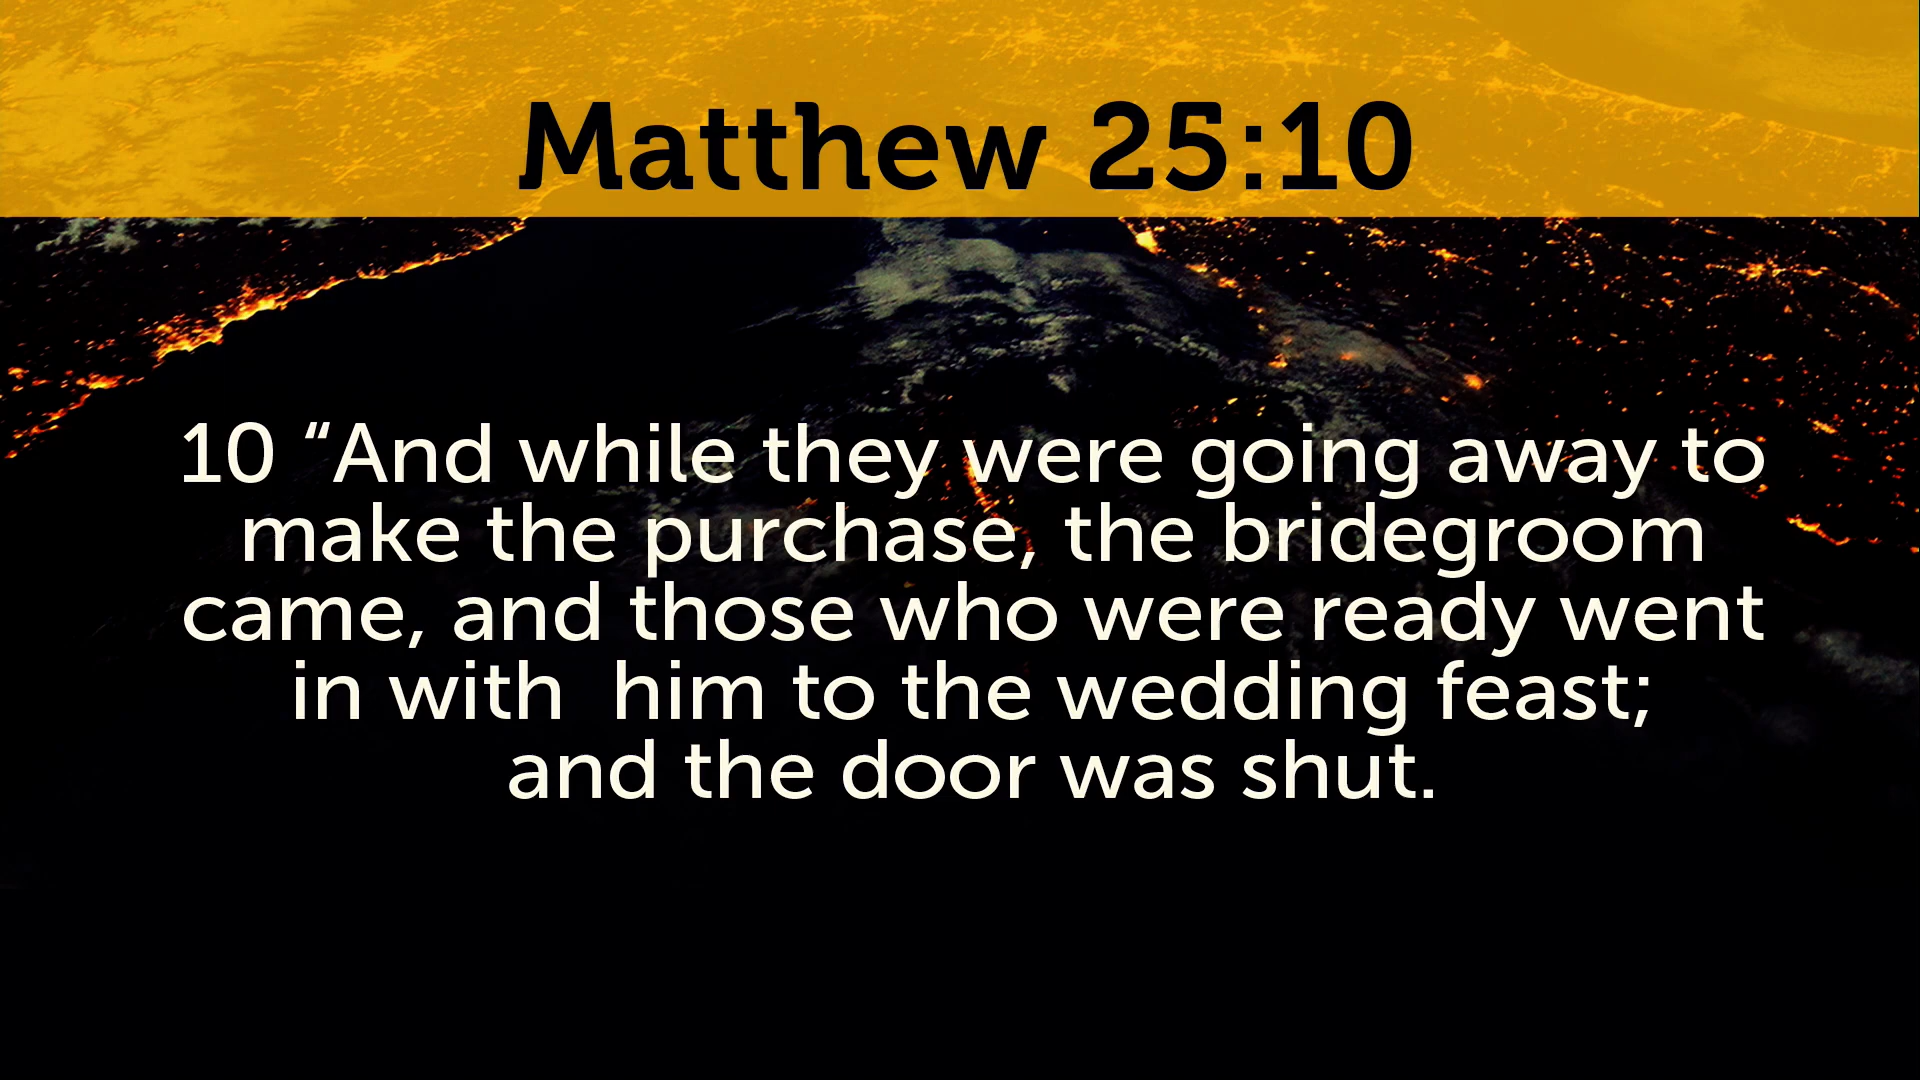 Matthew 25:10
10 “And while they were going away to
make the purchase, the bridegroom
came, and those who were ready went
in with  him to the wedding feast;
and the door was shut.